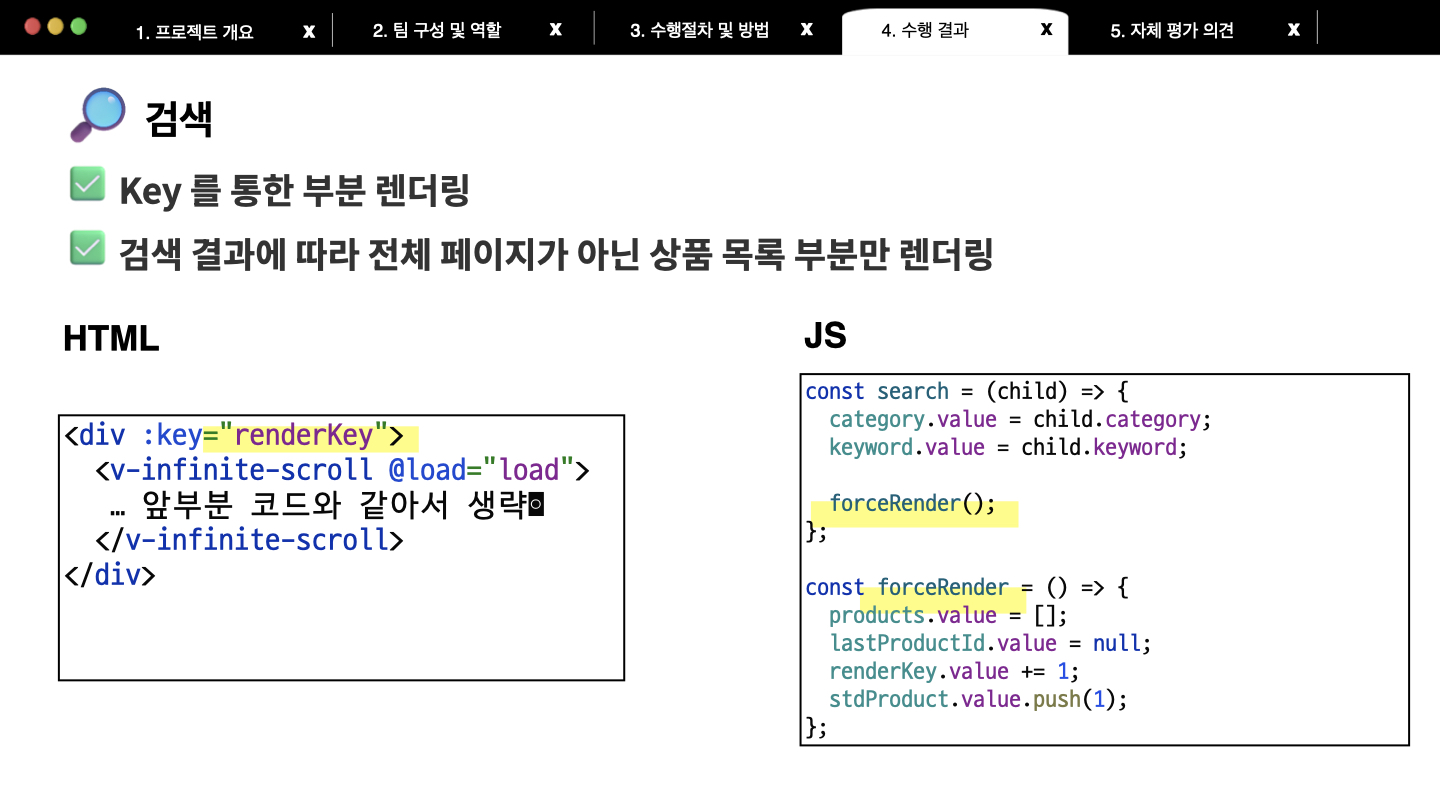 1. 프로젝트 개요 x 2. 팀 구성 및 역할 x 3. 수행절차 및 방법 x 4. 수행 결과 x 5. 자체 평가 의견 x
검색
Key 를 통한 부분 렌더링
검색 결과에 따라 전체 페이지가 아닌 상품 목록 부분만 렌더링
HTML
<div :key="renderKey">
  <v-infinite-scroll @load="load">
   … 앞부분 코드와 같아서 생략◙
  </v-infinite-scroll>
</div>
JS
const search = (child) => {
  category.value = child.category;
  keyword.value = child.keyword;
  forceRender();
};
const forceRender = () => {
  products.value = [];
  lastProductId.value = null;
  renderKey.value += 1;
  stdProduct.value.push(1);
};